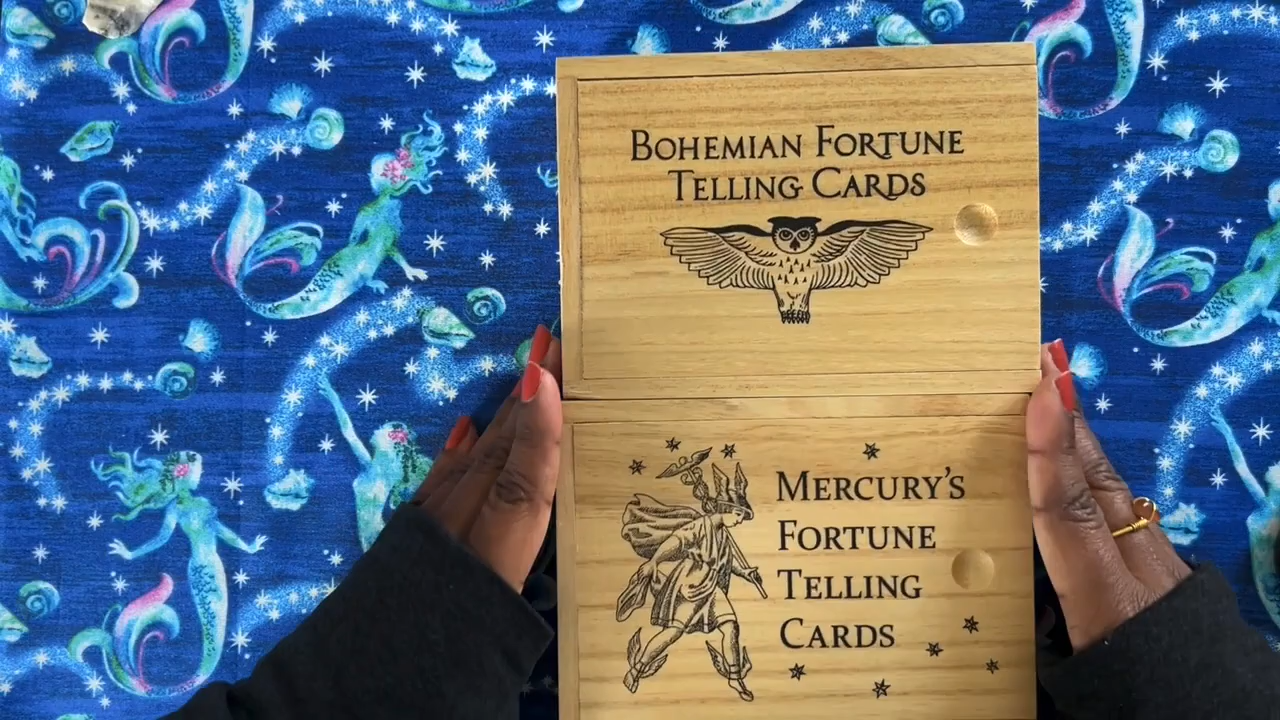 BOHEMIAN FORTUNE
TELLING CARDS
MERCURY'S
FORTUNE
TELLING
CARDS